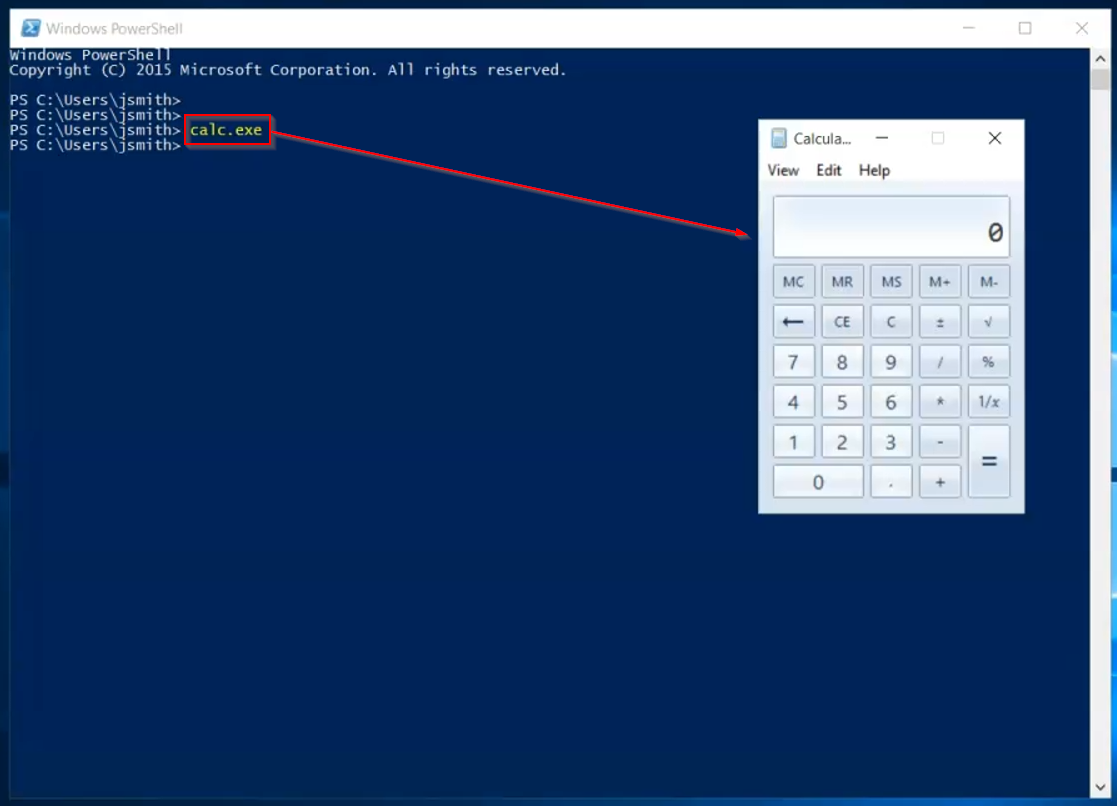 Windows PowerShell
Windows PowerShell
Copyright (C) 2015 Microsoft Corporation. All rights reserved.
PS C:\Users\jsmith>
PS C:\Users\jsmith>
PS C:\Users\jsmith> calc.exe
PS C:\Users\jsmith>
Calcula...
View Edit Help
0
MC MR MS M+ M-
← CE C ± √
7 8 9 / %
4 5 6 * 1/x
1 2 3 - =
0 . +